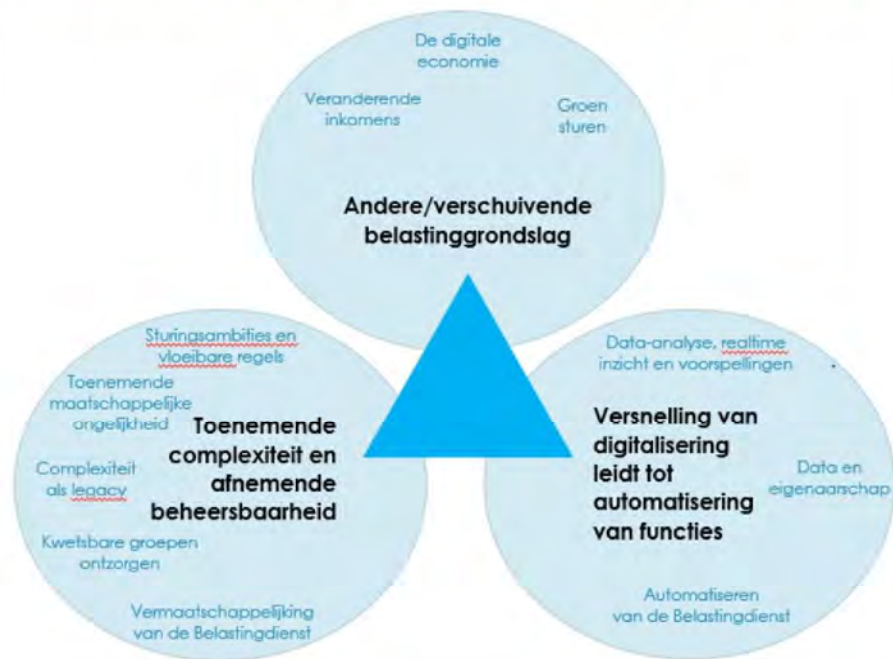 De digitale
economie
Veranderende
inkomens
Groen
sturen
Andere/verschuivende
belastinggrondslag
Sturingsambities en
vloeibare regels
Toenemende
maatschappelijke
ongelijkheid
Toenemende
complexiteit en
afnemende
beheersbaarheid
Complexiteit
als legacy
Kwetsbare groepen
ontzorgen
Vermaatschappelijking
van de Belastingdienst
Data-analyse, realtime
inzicht en voorspellingen
Versnelling van
digitalisering
leidt tot
automatisering
van functies
Data en
eigenaarschap
Automatiseren
van de Belastingdienst